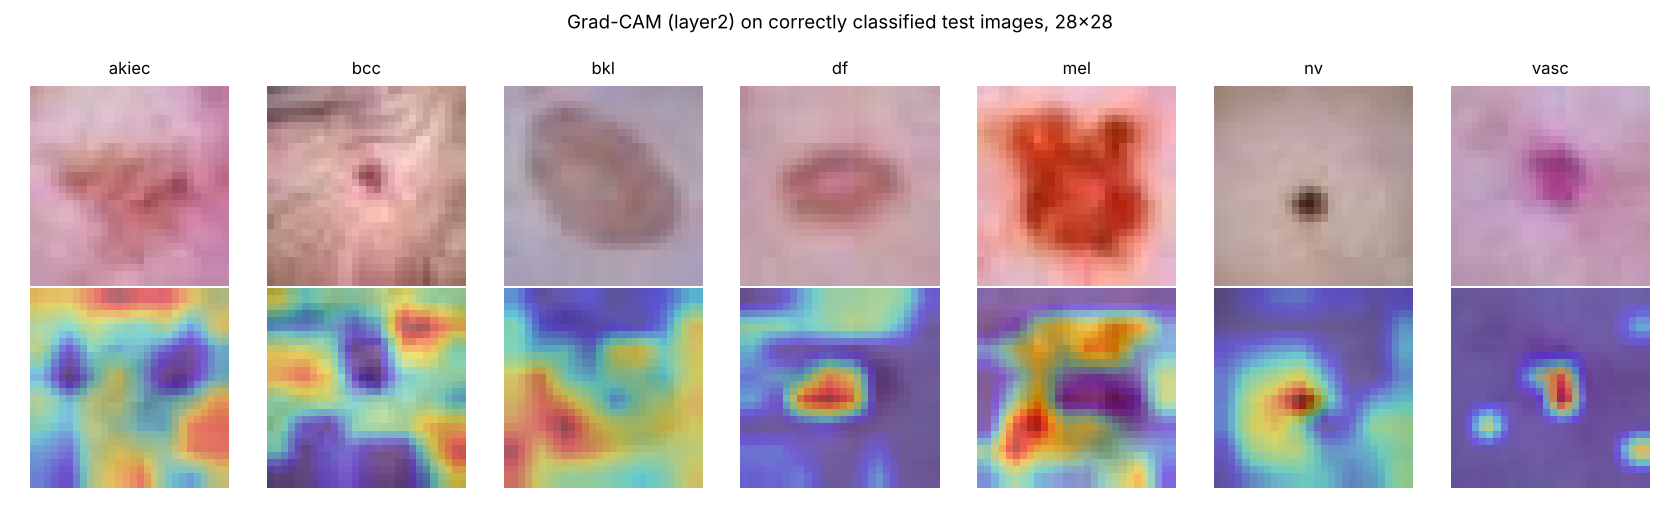 Grad-CAM (layer2) on correctly classified test images, 28×28
akiec bcc bkl df mel nv vasc